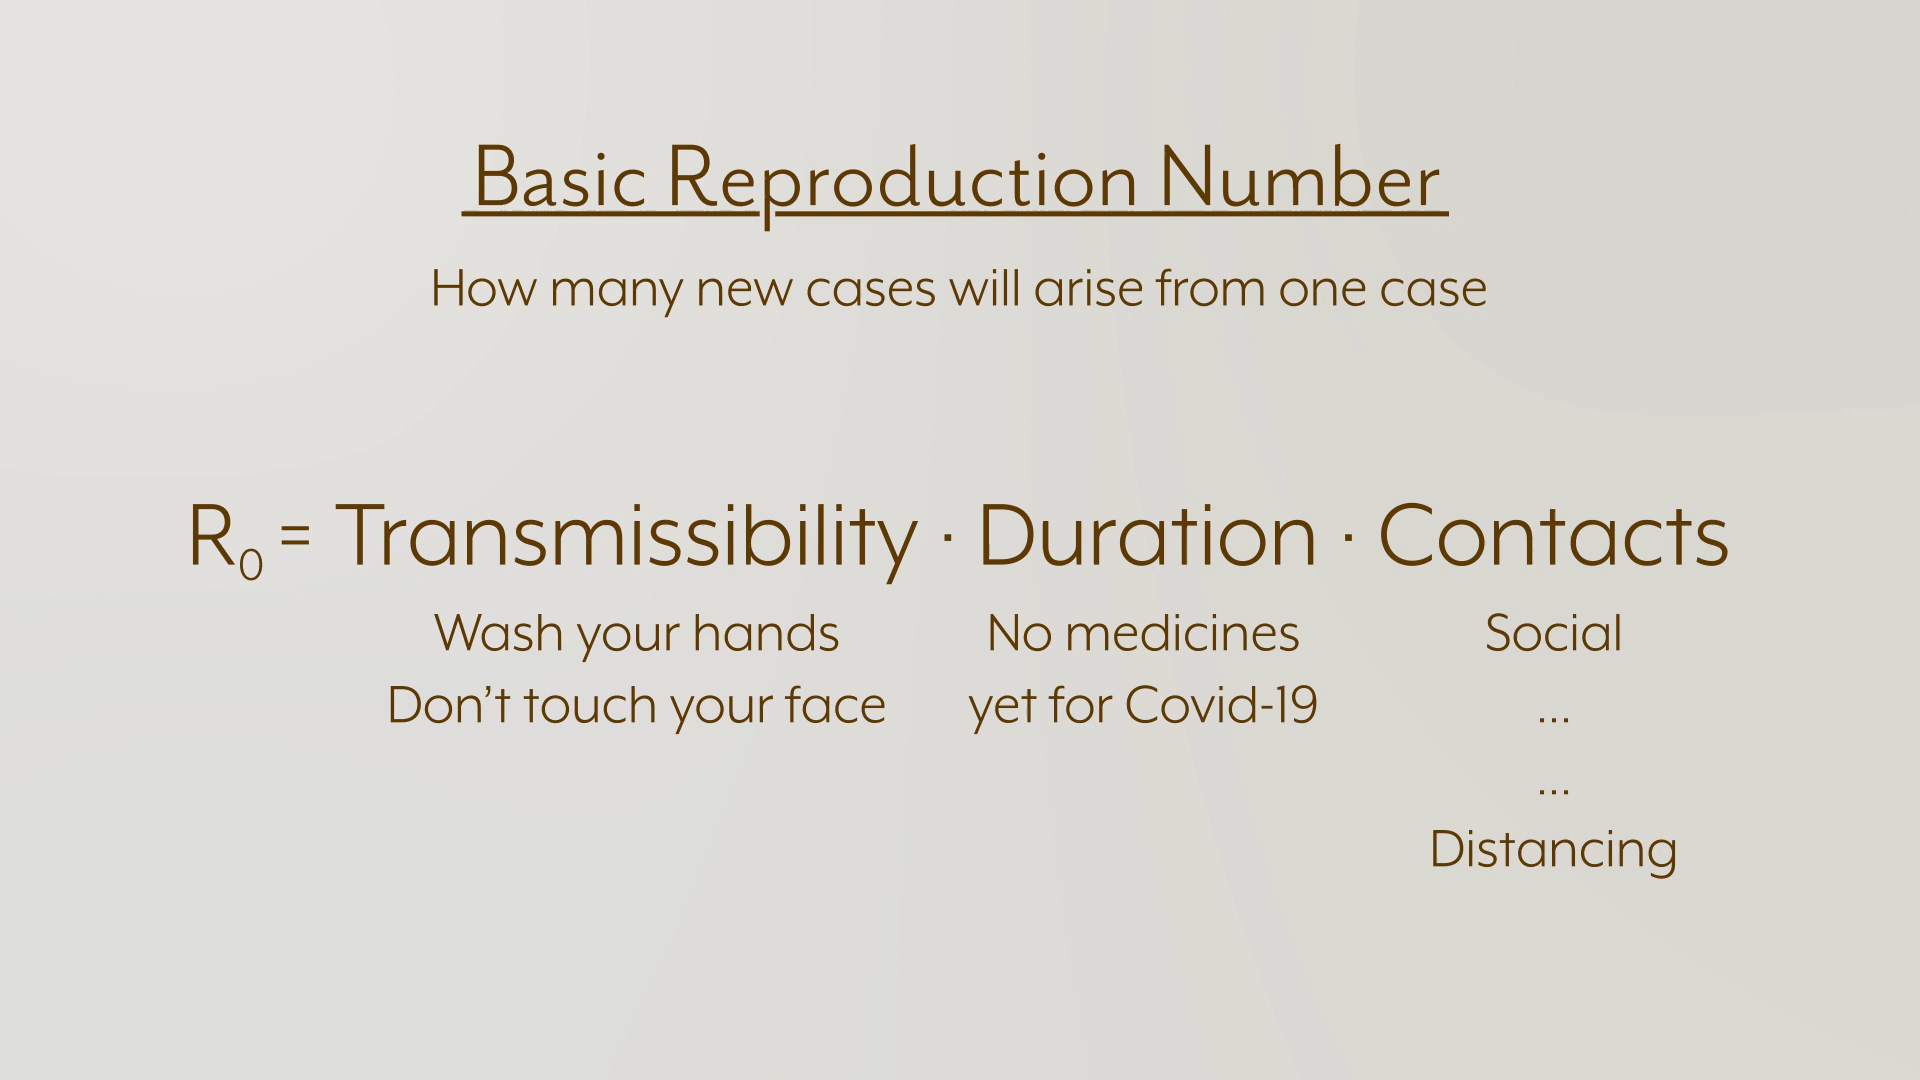 Basic Reproduction Number
How many new cases will arise from one case
R₀ = Transmissibility · Duration · Contacts
Wash your hands
Don’t touch your face
No medicines
yet for Covid-19
Social
...
...
Distancing